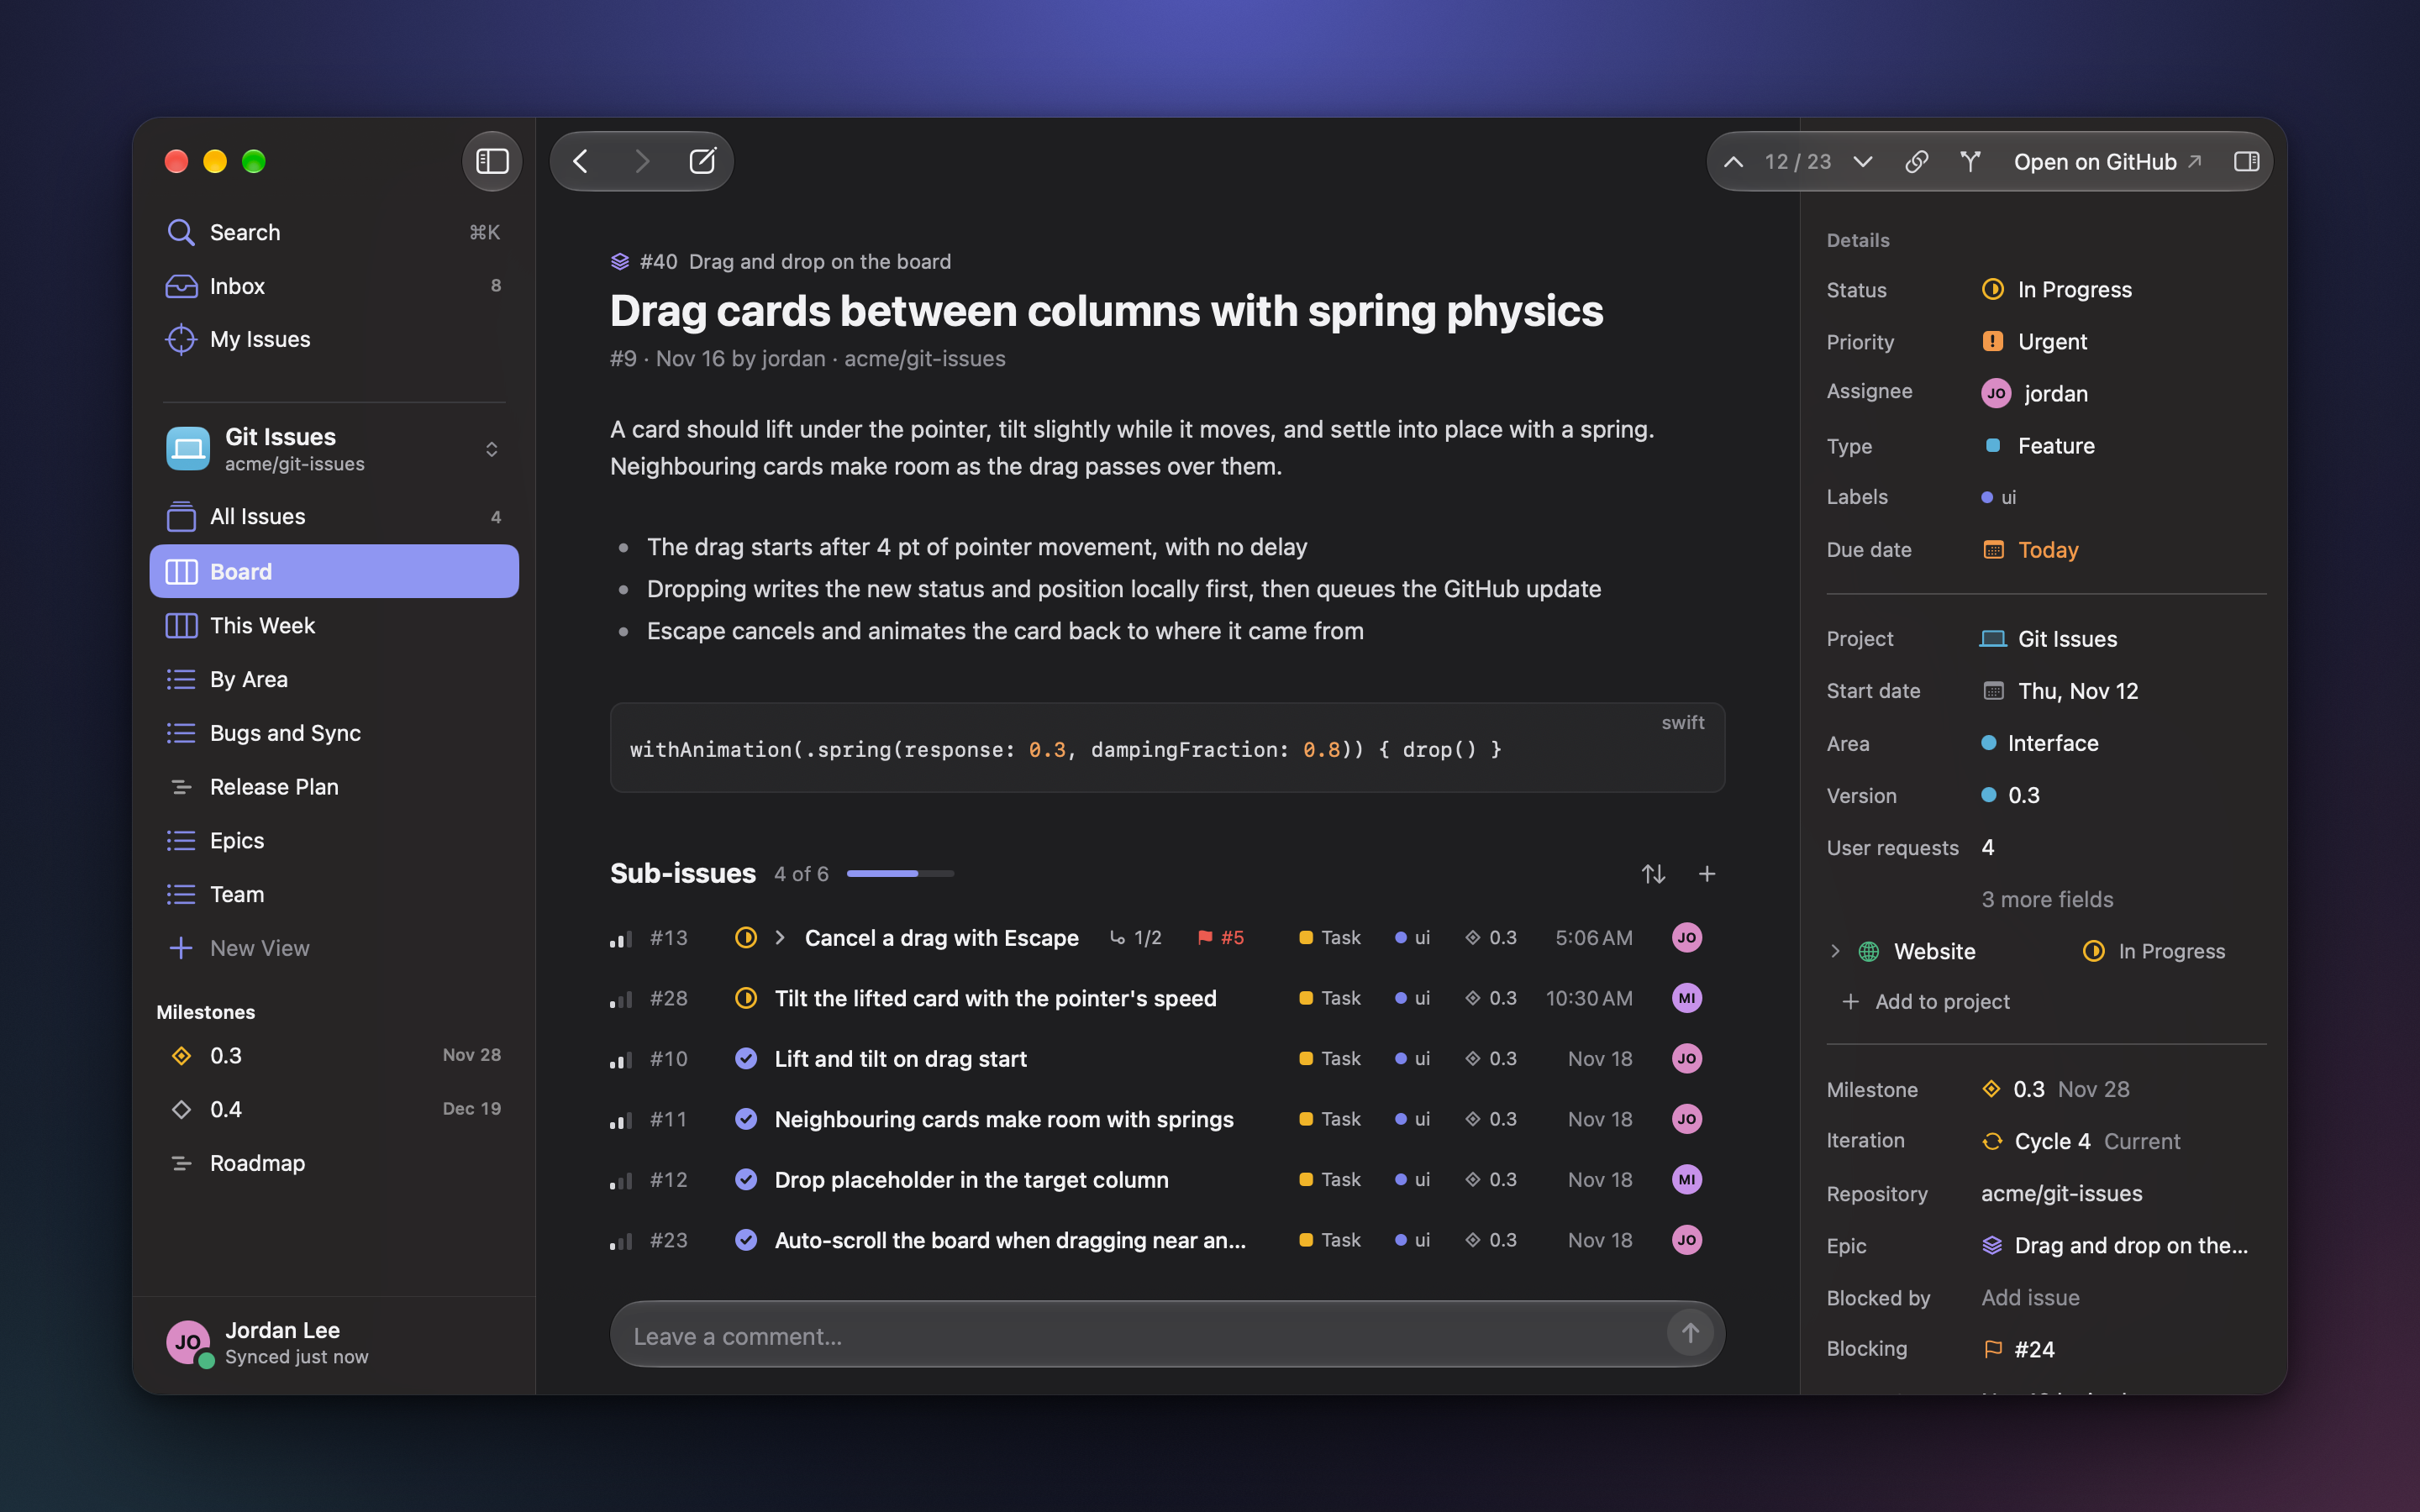 Search ⌘K
Inbox 8
My Issues
Git Issues
acme/git-issues
All Issues 4
Board
This Week
By Area
Bugs and Sync
Release Plan
Epics
Team
New View
Milestones
0.3 Nov 28
0.4 Dec 19
Roadmap
JO
Jordan Lee
Synced just now
12 / 23
Open on GitHub
#40 Drag and drop on the board
Drag cards between columns with spring physics
#9 · Nov 16 by jordan · acme/git-issues
A card should lift under the pointer, tilt slightly while it moves, and settle into place with a spring.
Neighbouring cards make room as the drag passes over them.
• The drag starts after 4 pt of pointer movement, with no delay
• Dropping writes the new status and position locally first, then queues the GitHub update
• Escape cancels and animates the card back to where it came from
swift
withAnimation(.spring(response: 0.3, dampingFraction: 0.8)) { drop() }
Sub-issues 4 of 6
#13 Cancel a drag with Escape 1/2 #5 Task ui 0.3 5:06 AM JO
#28 Tilt the lifted card with the pointer's speed Task ui 0.3 10:30 AM MI
#10 Lift and tilt on drag start Task ui 0.3 Nov 18 JO
#11 Neighbouring cards make room with springs Task ui 0.3 Nov 18 JO
#12 Drop placeholder in the target column Task ui 0.3 Nov 18 MI
#23 Auto-scroll the board when dragging near an... Task ui 0.3 Nov 18 JO
Leave a comment...
Details
Status In Progress
Priority Urgent
Assignee JO jordan
Type Feature
Labels ui
Due date Today
Project Git Issues
Start date Thu, Nov 12
Area Interface
Version 0.3
User requests 4
3 more fields
Website In Progress
Add to project
Milestone 0.3 Nov 28
Iteration Cycle 4 Current
Repository acme/git-issues
Epic Drag and drop on the...
Blocked by Add issue
Blocking #24